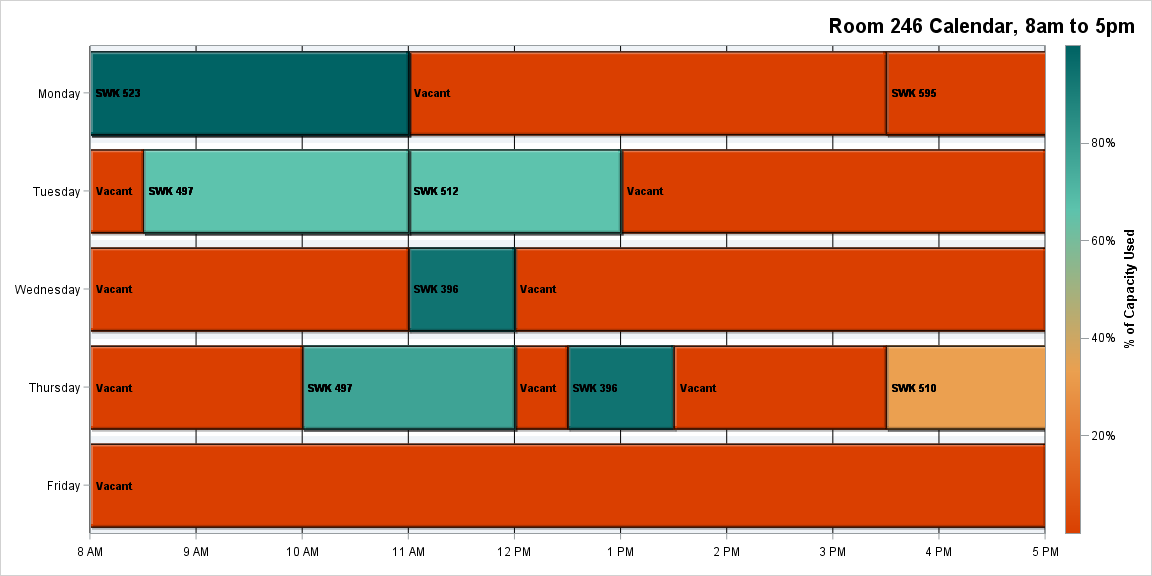 Room 246 Calendar, 8am to 5pm
Monday
SWK 523
Vacant
SWK 595
Tuesday
Vacant
SWK 497
SWK 512
Vacant
Wednesday
Vacant
SWK 396
Vacant
Thursday
Vacant
SWK 497
Vacant
SWK 396
Vacant
SWK 510
Friday
Vacant
8 AM
9 AM
10 AM
11 AM
12 PM
1 PM
2 PM
3 PM
4 PM
5 PM
80%
60%
40%
20%
% of Capacity Used